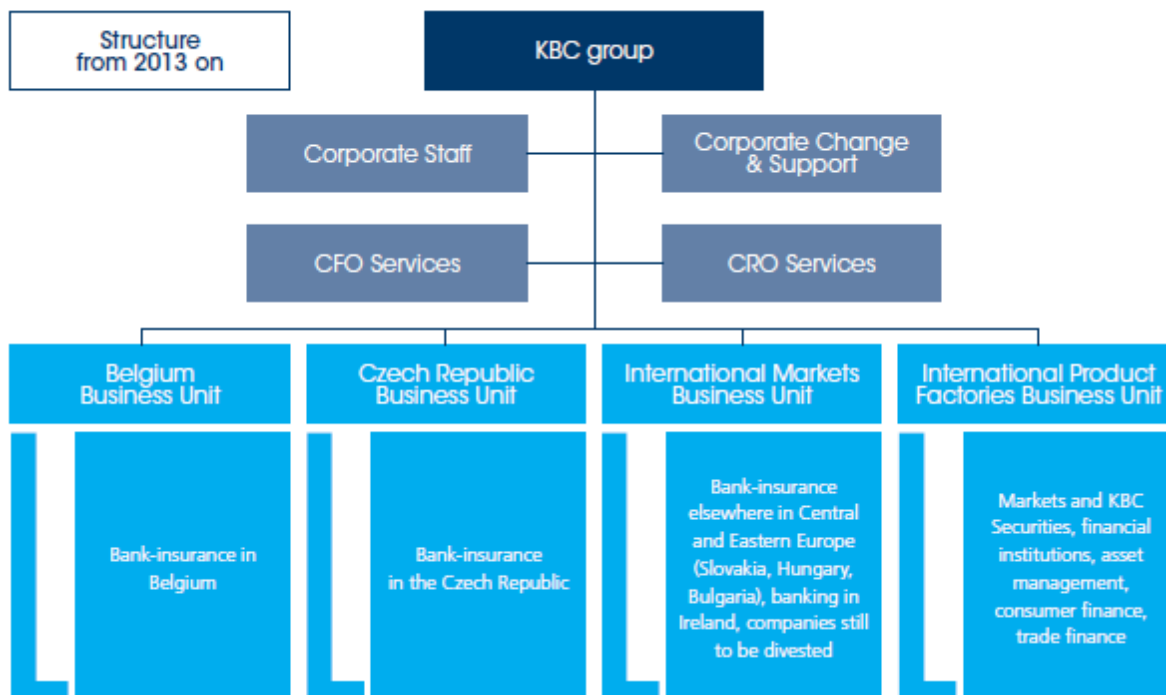 Structure
from 2013 on
KBC group
Corporate Staff
Corporate Change
& Support
CFO Services
CRO Services
Belgium
Business Unit
Czech Republic
Business Unit
International Markets
Business Unit
International Product
Factories Business Unit
Bank-insurance in
Belgium
Bank-insurance
in the Czech Republic
Bank-insurance
elsewhere in Central
and Eastern Europe
(Slovakia, Hungary,
Bulgaria), banking in
Ireland, companies still
to be divested
Markets and KBC
Securities, financial
institutions, asset
management,
consumer finance,
trade finance